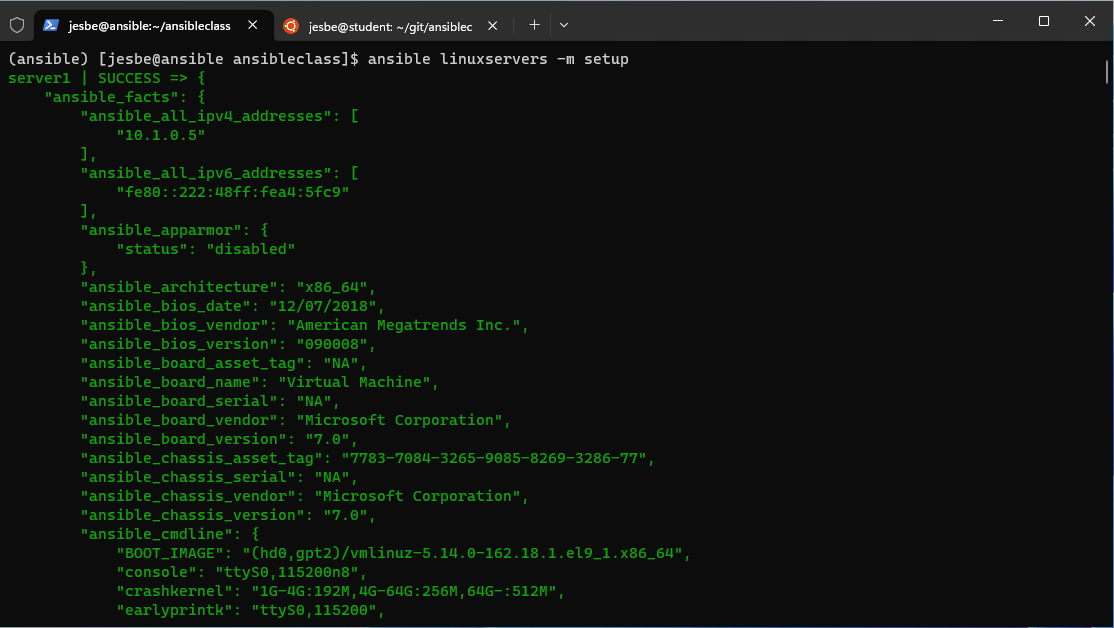 jesbe@ansible:~/ansibleclass
jesbe@student: ~/git/ansiblec
(ansible) [jesbe@ansible ansibleclass]$ ansible linuxservers -m setup
server1 | SUCCESS => {
    "ansible_facts": {
        "ansible_all_ipv4_addresses": [
            "10.1.0.5"
        ],
        "ansible_all_ipv6_addresses": [
            "fe80::222:48ff:fea4:5fc9"
        ],
        "ansible_apparmor": {
            "status": "disabled"
        },
        "ansible_architecture": "x86_64",
        "ansible_bios_date": "12/07/2018",
        "ansible_bios_vendor": "American Megatrends Inc.",
        "ansible_bios_version": "090008",
        "ansible_board_asset_tag": "NA",
        "ansible_board_name": "Virtual Machine",
        "ansible_board_serial": "NA",
        "ansible_board_vendor": "Microsoft Corporation",
        "ansible_board_version": "7.0",
        "ansible_chassis_asset_tag": "7783-7084-3265-9085-8269-3286-77",
        "ansible_chassis_serial": "NA",
        "ansible_chassis_vendor": "Microsoft Corporation",
        "ansible_chassis_version": "7.0",
        "ansible_cmdline": {
            "BOOT_IMAGE": "(hd0,gpt2)/vmlinuz-5.14.0-162.18.1.el9_1.x86_64",
            "console": "ttyS0,115200n8",
            "crashkernel": "1G-4G:192M,4G-64G:256M,64G-:512M",
            "earlyprintk": "ttyS0,115200",